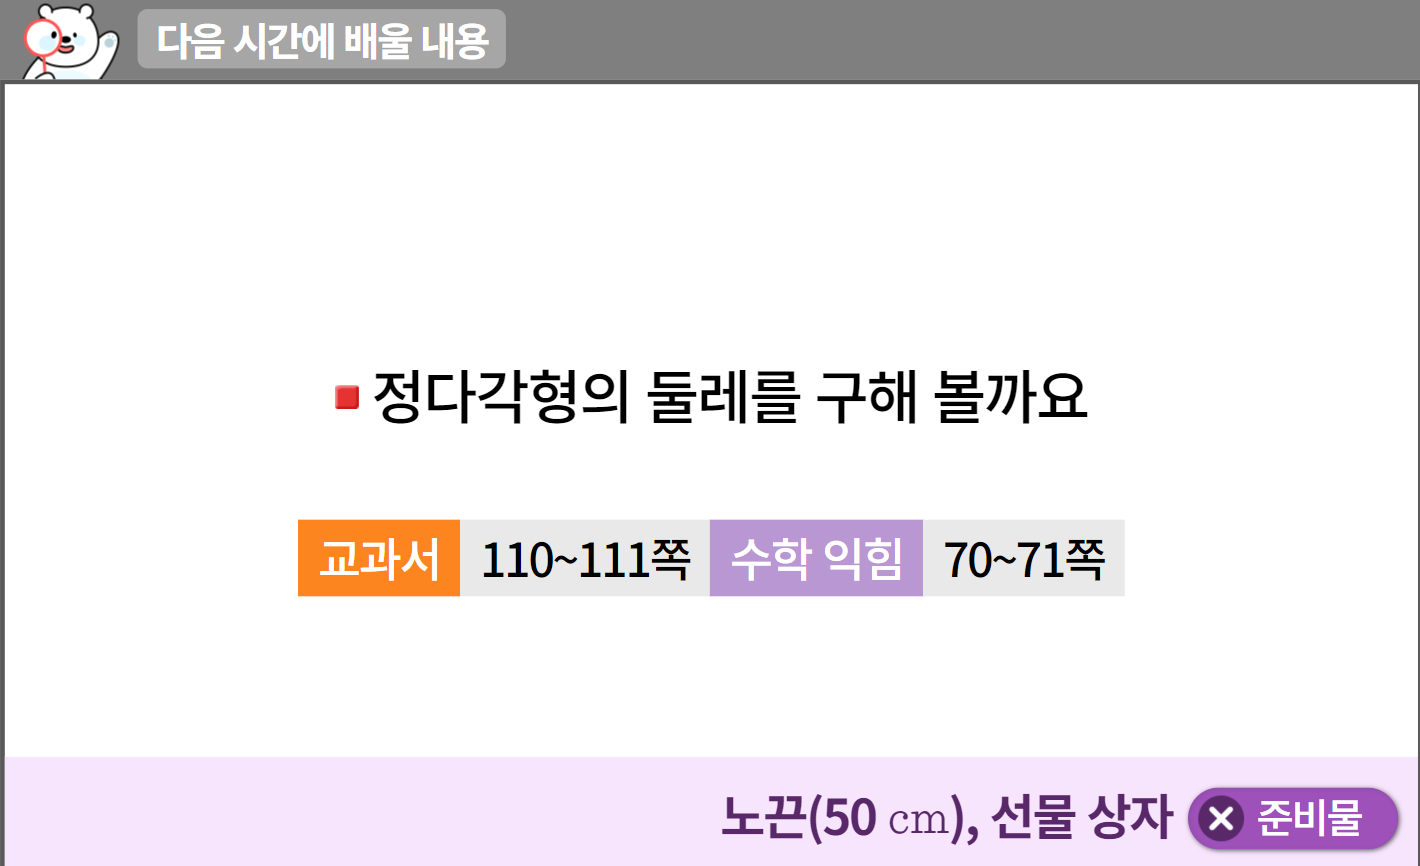 다음 시간에 배울 내용
정다각형의 둘레를 구해 볼까요
교과서 110~111쪽 수학 익힘 70~71쪽
노끈(50 cm), 선물 상자 준비물